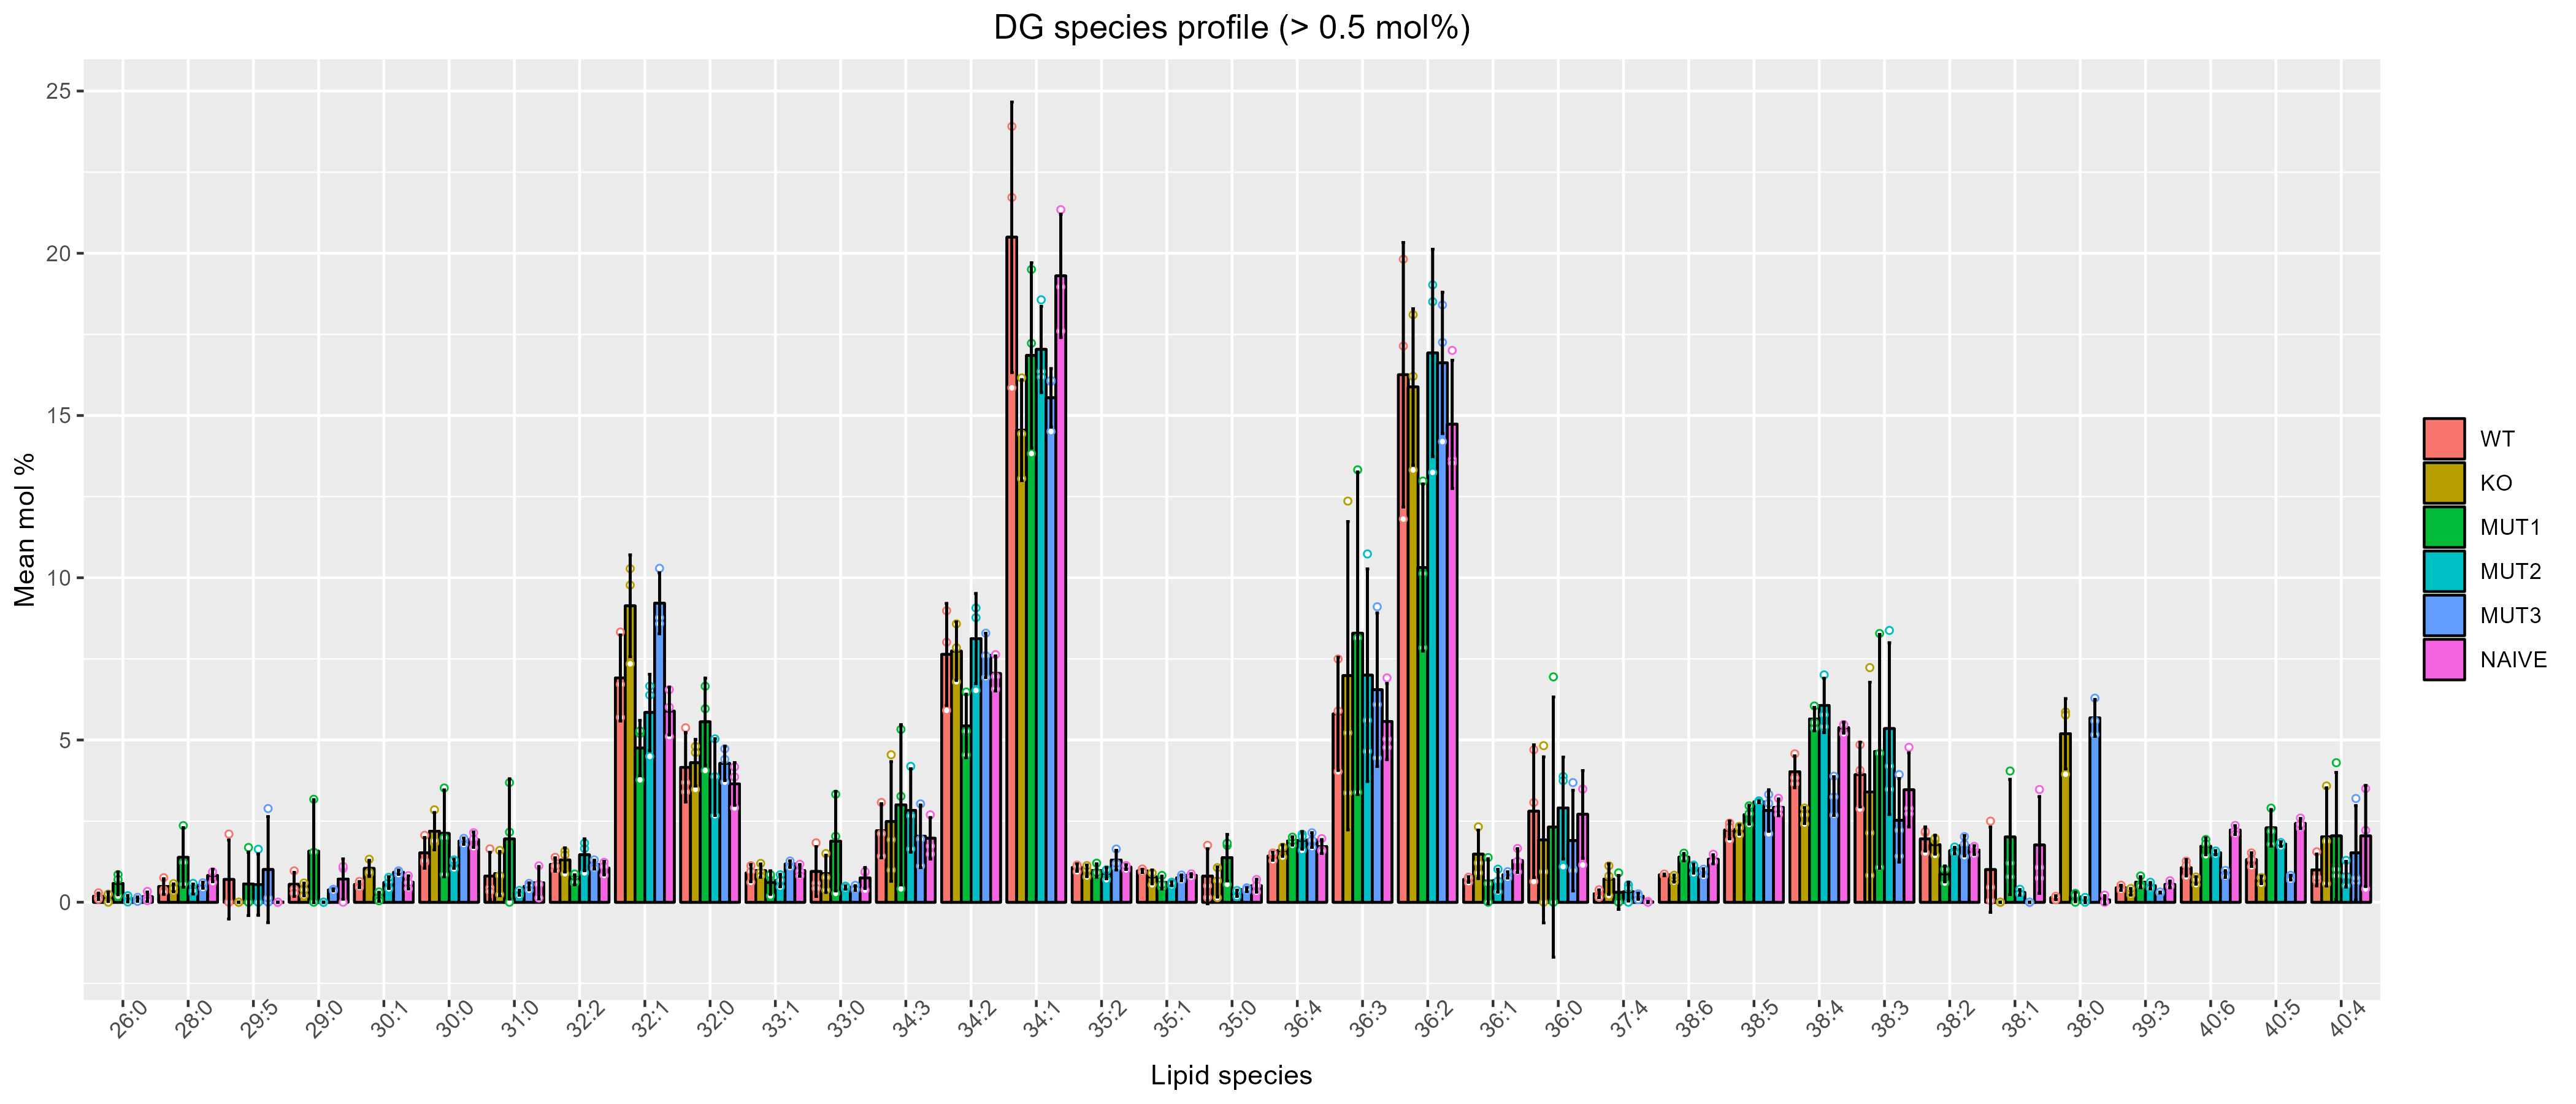 DG species profile (> 0.5 mol%)
Mean mol %
25
20
15
10
5
0
26:0 28:0 29:5 29:0 30:1 30:0 31:0 32:2 32:1 32:0 33:1 33:0 34:3 34:2 34:1 35:2 35:1 35:0 36:4 36:3 36:2 36:1 36:0 37:4 38:6 38:5 38:4 38:3 38:2 38:1 38:0 39:3 40:6 40:5 40:4
Lipid species
WT
KO
MUT1
MUT2
MUT3
NAIVE